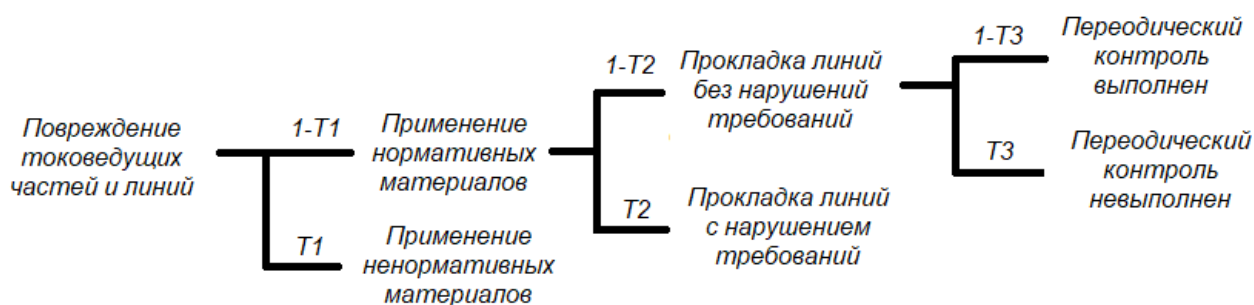 Повреждение
токоведущих
частей и линий
1-T1
Применение
нормативных
материалов
T1
Применение
ненормативных
материалов
1-T2
Прокладка линий
без нарушений
требований
T2
Прокладка линий
с нарушением
требований
1-T3
Переодический
контроль
выполнен
T3
Переодический
контроль
невыполнен